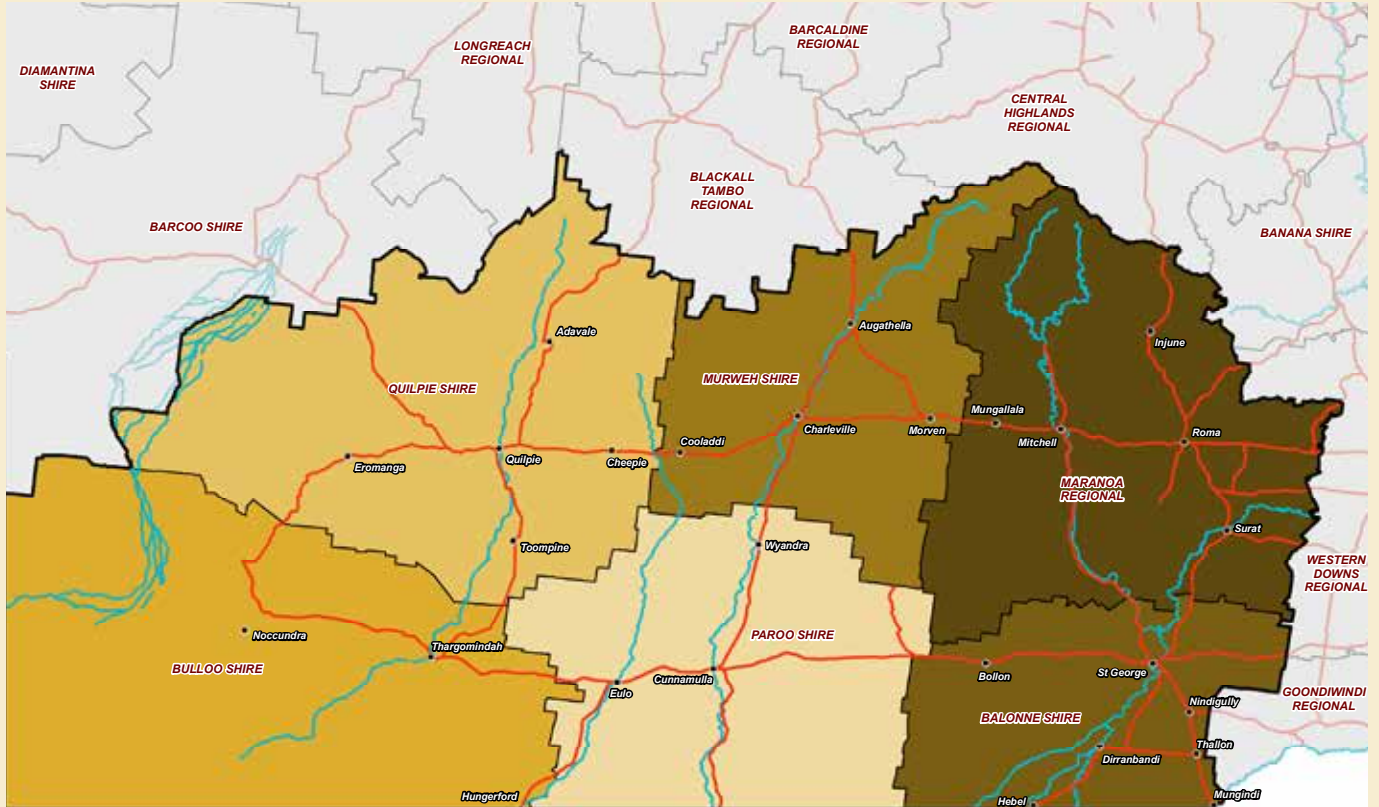 BARCALDINE
REGIONAL
LONGREACH
REGIONAL
DIAMANTINA
SHIRE
CENTRAL
HIGHLANDS
REGIONAL
BLACKALL
TAMBO
REGIONAL
BARCOO SHIRE
BANANA SHIRE
Augathella
Adavale
Injune
MURWEH SHIRE
QUILPIE SHIRE
Mungallala
Charleville
Morven
Roma
Cooladdi
Mitchell
Quilpie
Cheepie
Eromanga
MARANOA
REGIONAL
Surat
Toompine
Wyandra
WESTERN
DOWNS
REGIONAL
Noccundra
PAROO SHIRE
Thargomindah
BULLOO SHIRE
Bollon
St George
Cunnamulla
Eulo
GOONDIWINDI
REGIONAL
Nindigully
BALONNE SHIRE
Thallon
Dirranbandi
Hungerford
Mungindi
Hebel